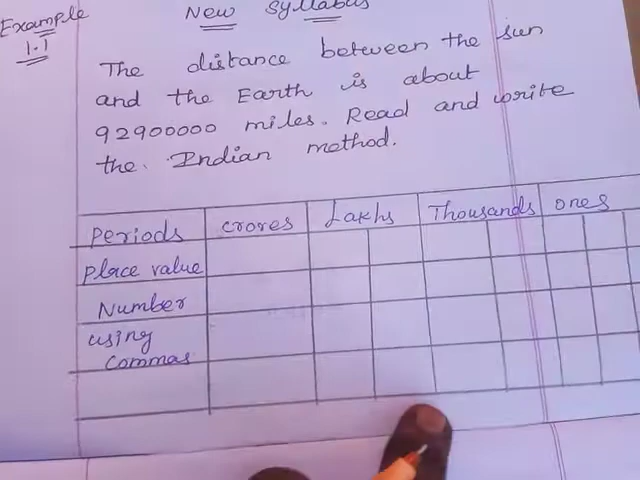 Example
1.1
New Syllabus
The distance between the sun
and the Earth is about
92900000 miles. Read and write
the. Indian method.
Periods crores Lakhs Thousands ones
place value
Number
using
commas